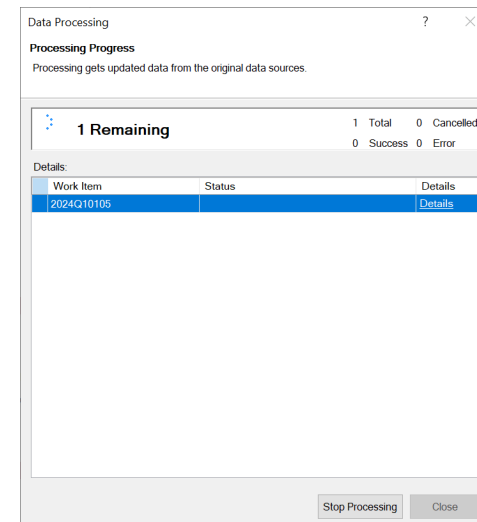 Data Processing ?
Processing Progress
Processing gets updated data from the original data sources.
1 Remaining
1 Total 0 Cancelled
0 Success 0 Error
Details:
Work Item Status Details
2024Q10105 Details
Stop Processing Close